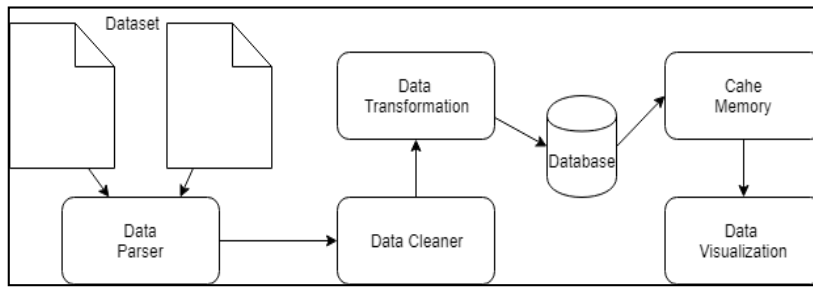 Dataset
Data
Parser
Data Cleaner
Data
Transformation
Database
Cahe
Memory
Data
Visualization